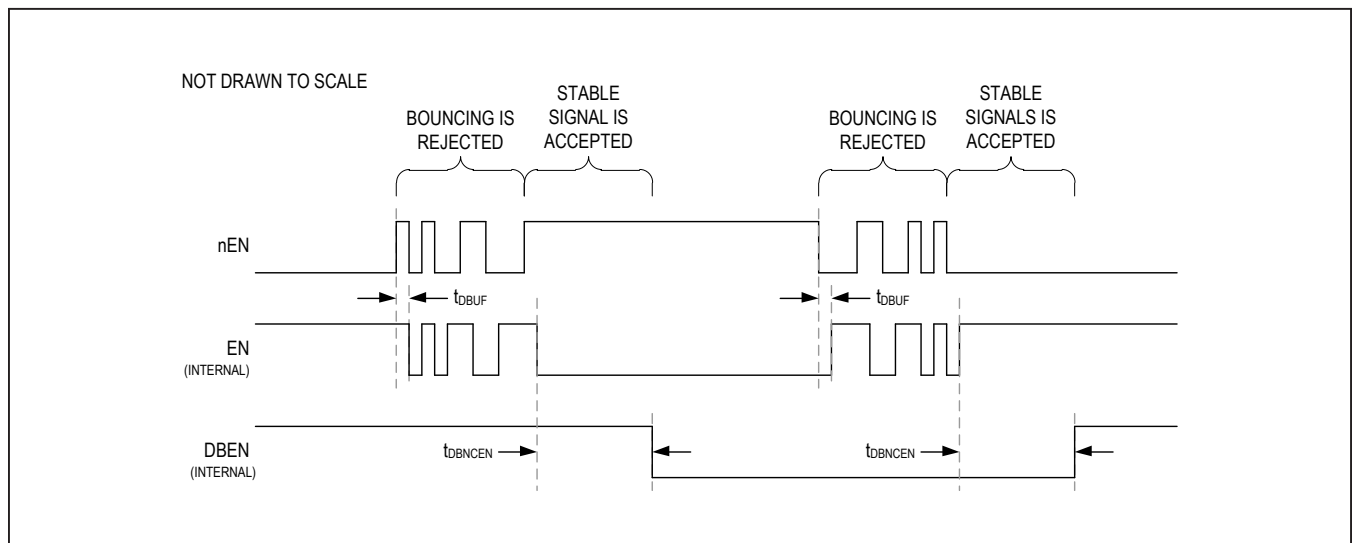 NOT DRAWN TO SCALE
BOUNCING IS
REJECTED
STABLE
SIGNAL IS
ACCEPTED
BOUNCING IS
REJECTED
STABLE
SIGNALS IS
ACCEPTED
nEN
tDBUF
tDBUF
EN
(INTERNAL)
DBEN
(INTERNAL)
tDBNCEN
tDBNCEN